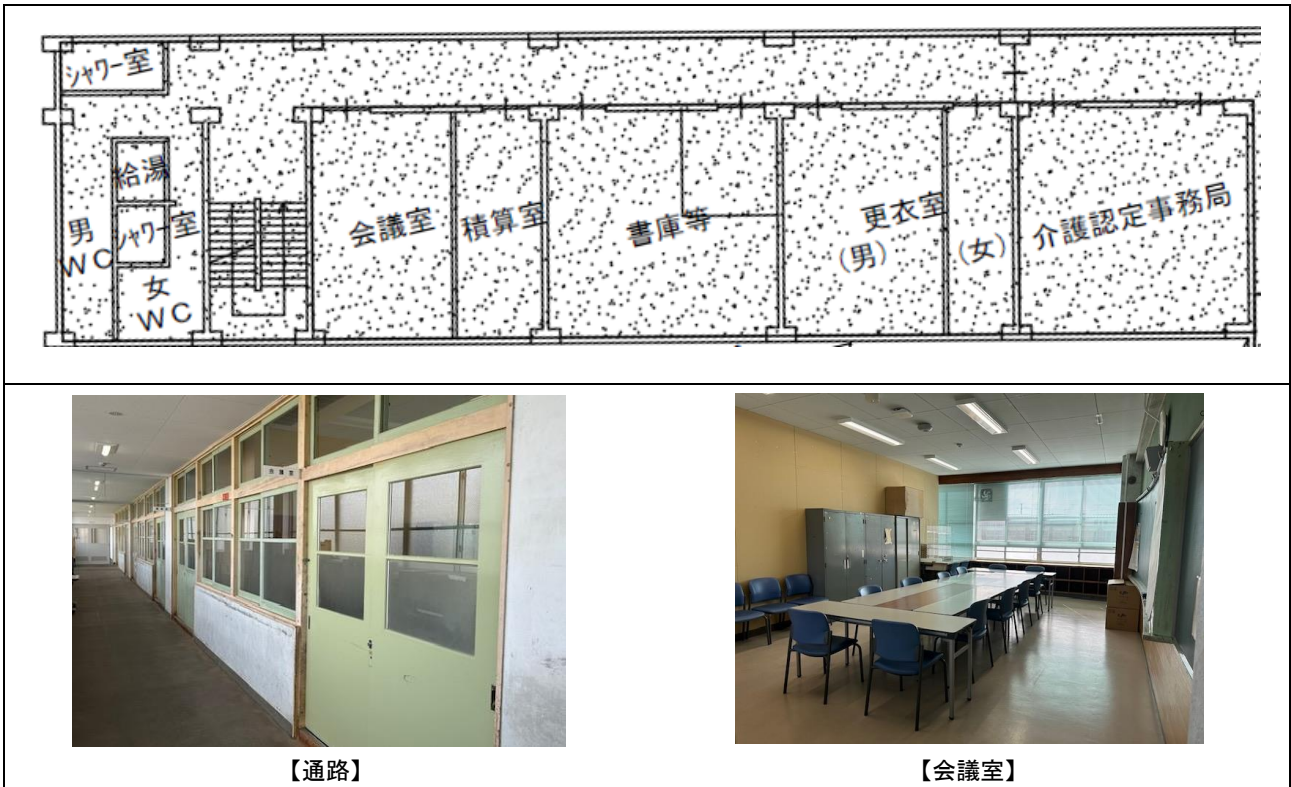 シャワー室
給湯
シャワー室
男
WC
女
WC
会議室
積算室
書庫等
更衣室
(男)
(女)
介護認定事務局
【通路】
【会議室】